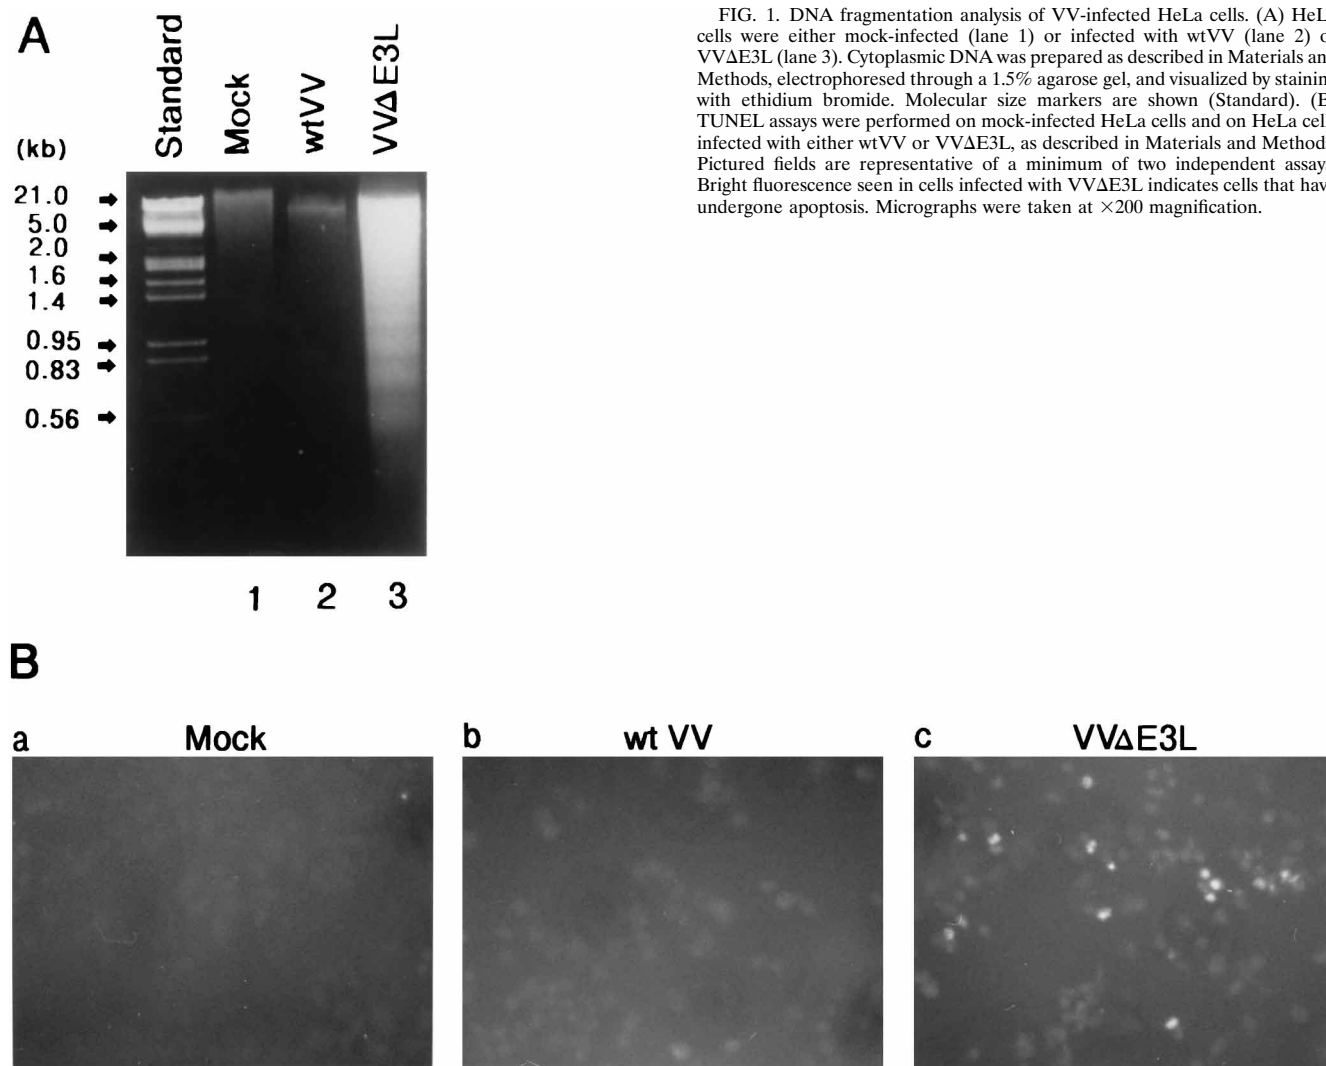 A
Standard
Mock
wtVV
VVΔE3L
(kb)
21.0
5.0
2.0
1.6
1.4
0.95
0.83
0.56
1 2 3
FIG. 1. DNA fragmentation analysis of VV-infected HeLa cells. (A) HeL
cells were either mock-infected (lane 1) or infected with wtVV (lane 2) o
VVΔE3L (lane 3). Cytoplasmic DNA was prepared as described in Materials an
Methods, electrophoresed through a 1.5% agarose gel, and visualized by stainin
with ethidium bromide. Molecular size markers are shown (Standard). (B
TUNEL assays were performed on mock-infected HeLa cells and on HeLa cell
infected with either wtVV or VVΔE3L, as described in Materials and Method
Pictured fields are representative of a minimum of two independent assay
Bright fluorescence seen in cells infected with VVΔE3L indicates cells that hav
undergone apoptosis. Micrographs were taken at ×200 magnification.
B
a Mock
b wt VV
c VVΔE3L